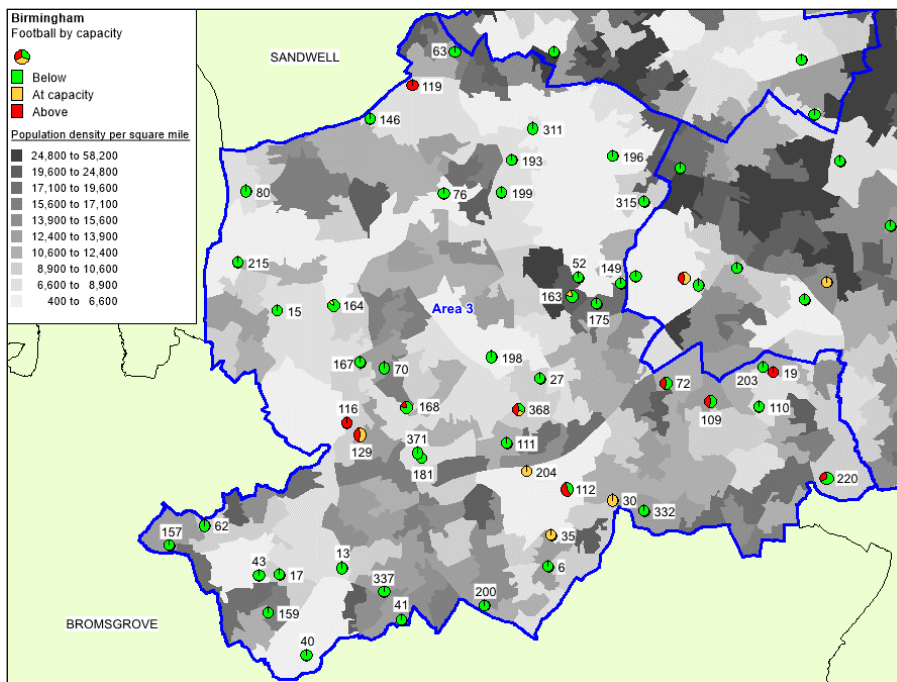 Birmingham
Football by capacity
Below
At capacity
Above
Population density per square mile
24,800 to 58,200
19,600 to 24,800
17,100 to 19,600
15,600 to 17,100
13,900 to 15,600
12,400 to 13,900
10,600 to 12,400
8,900 to 10,600
6,600 to 8,900
400 to 6,600
SANDWELL
63
119
146
311
193
196
80
76
199
315
215
52
149
163
175
15
164
Area 3
167
70
198
27
72
203
19
168
368
109
110
116
129
371
111
181
204
112
220
30
332
62
157
35
43
17
13
6
337
200
159
41
BROMSGROVE
40